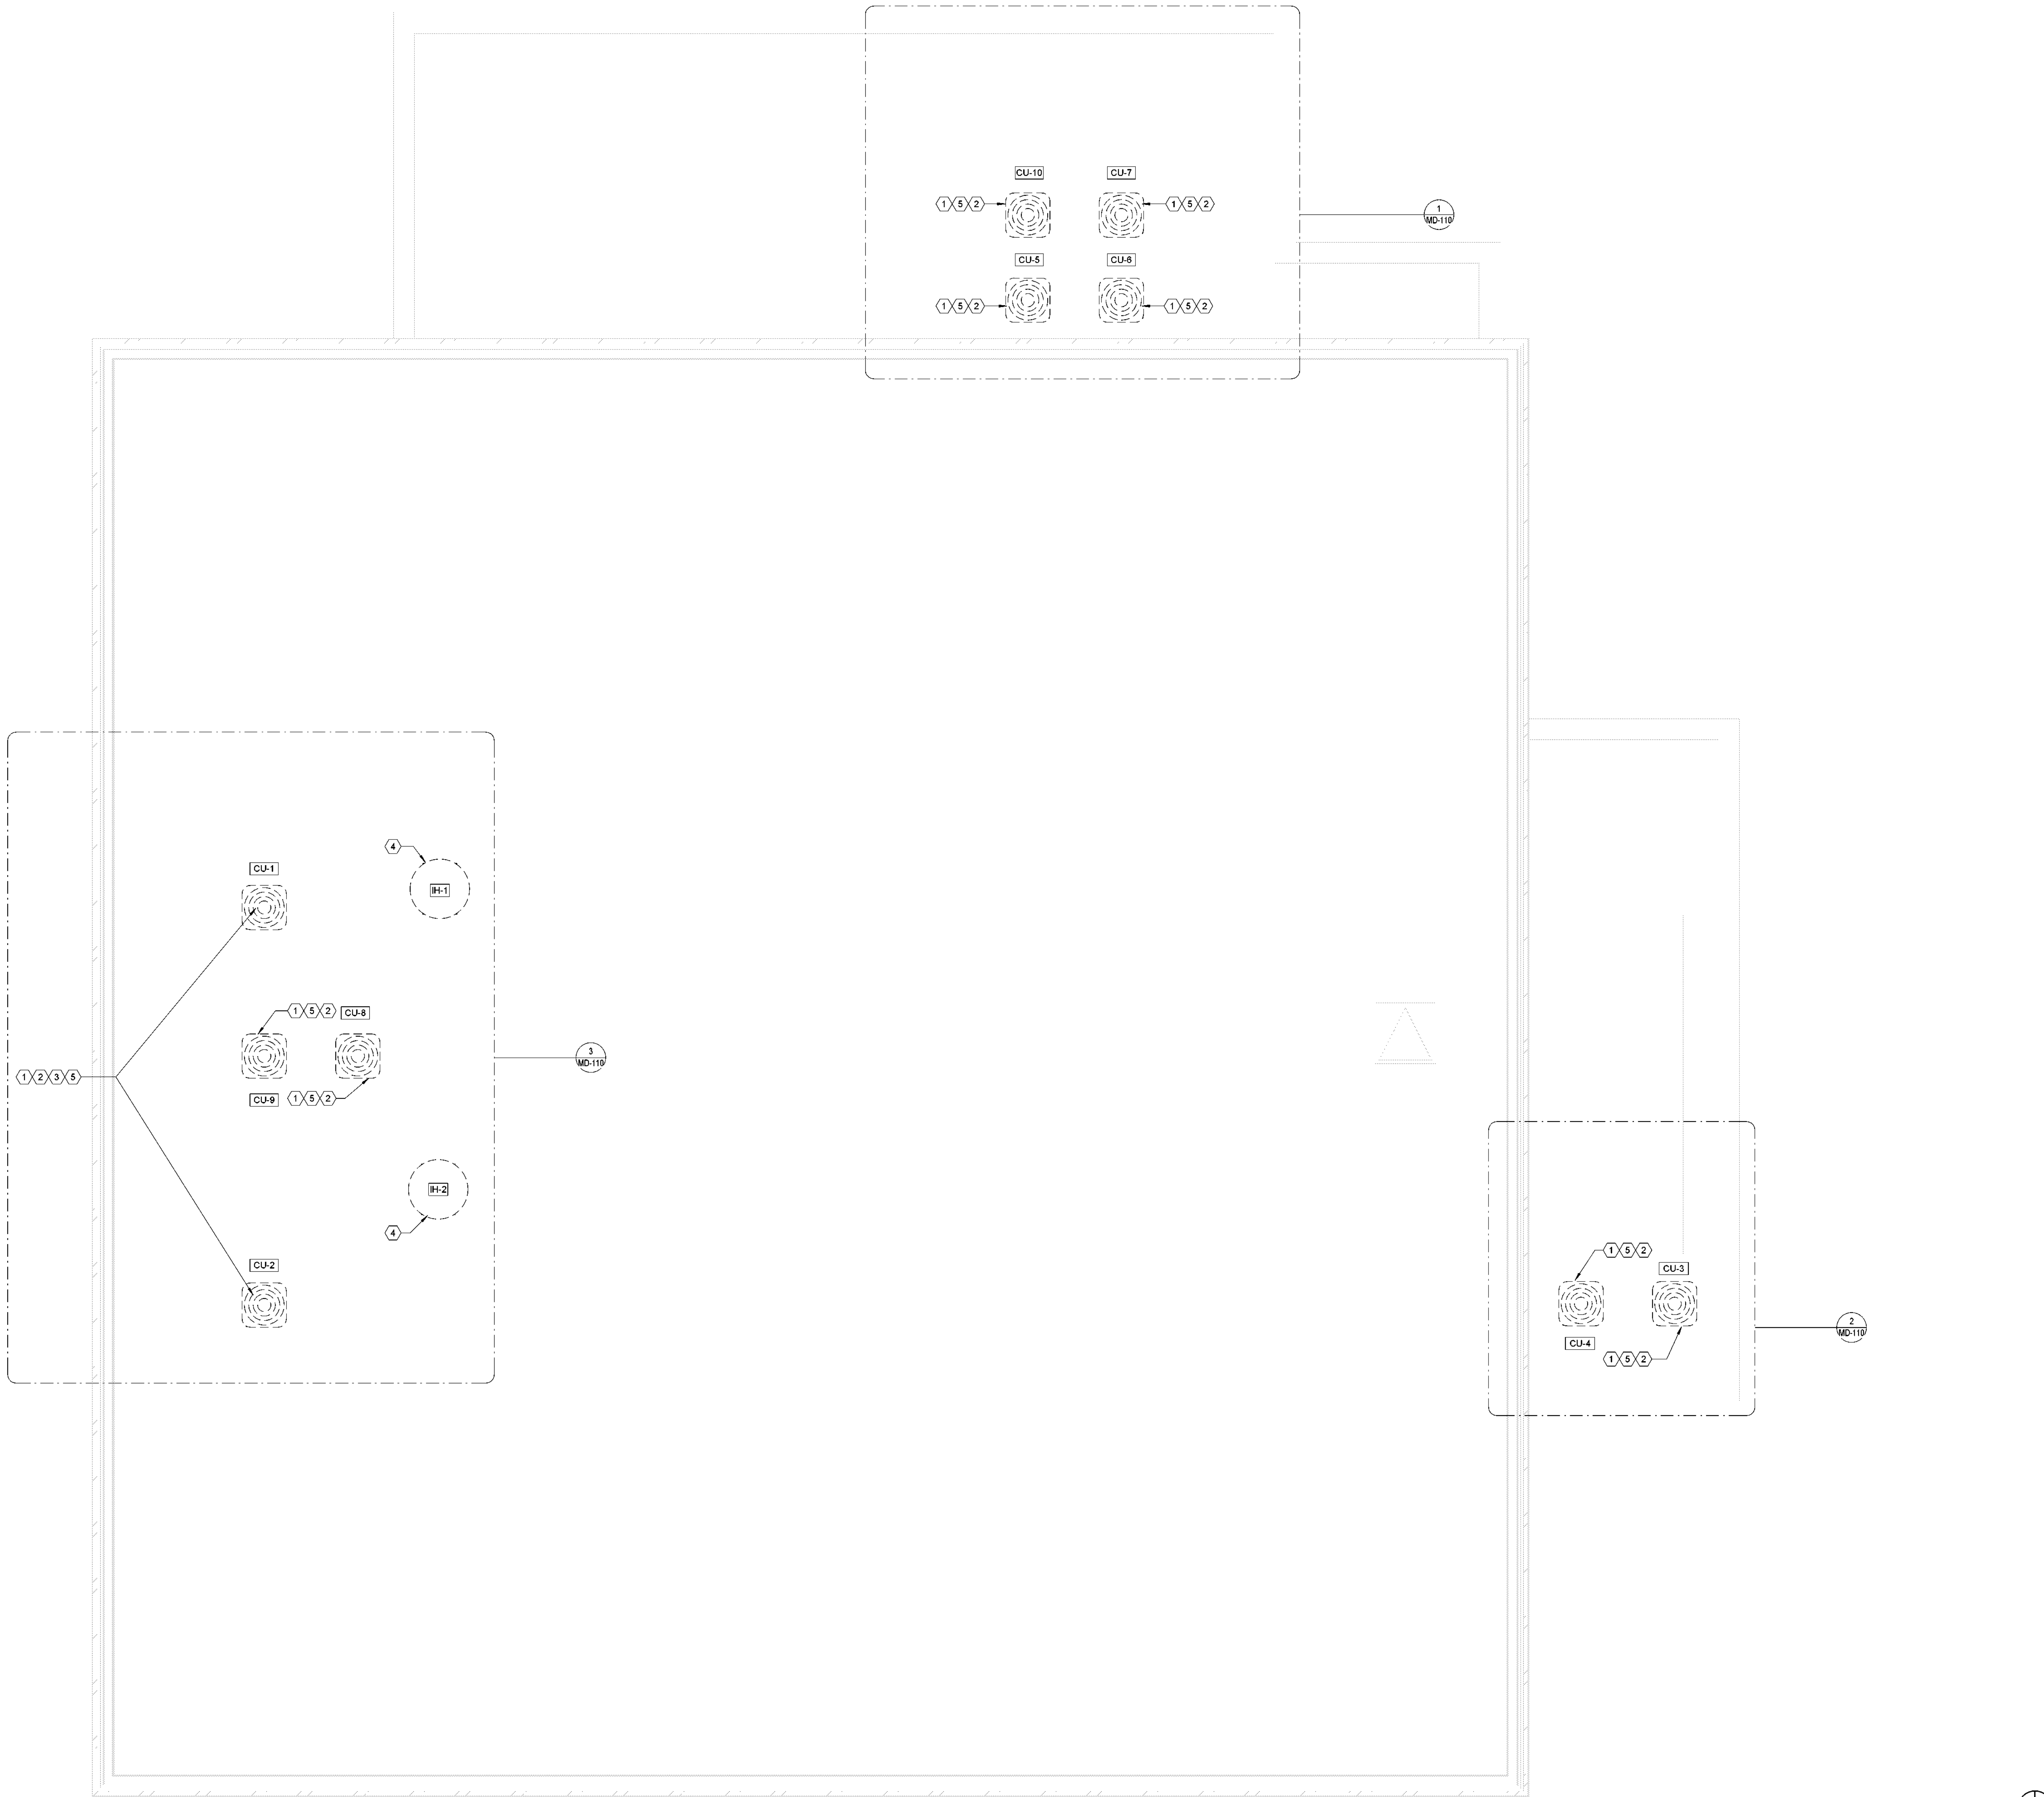 CU-10 CU-7
1 5 2 1 5 2
1
MD-110
CU-5 CU-6
1 5 2 1 5 2
4
CU-1
IH-1
1 5 2 CU-8
3
MD-110
1 2 3 5
CU-9 1 5 2
IH-2
4
CU-2
1 5 2
CU-3
2
MD-110
CU-4
1 5 2